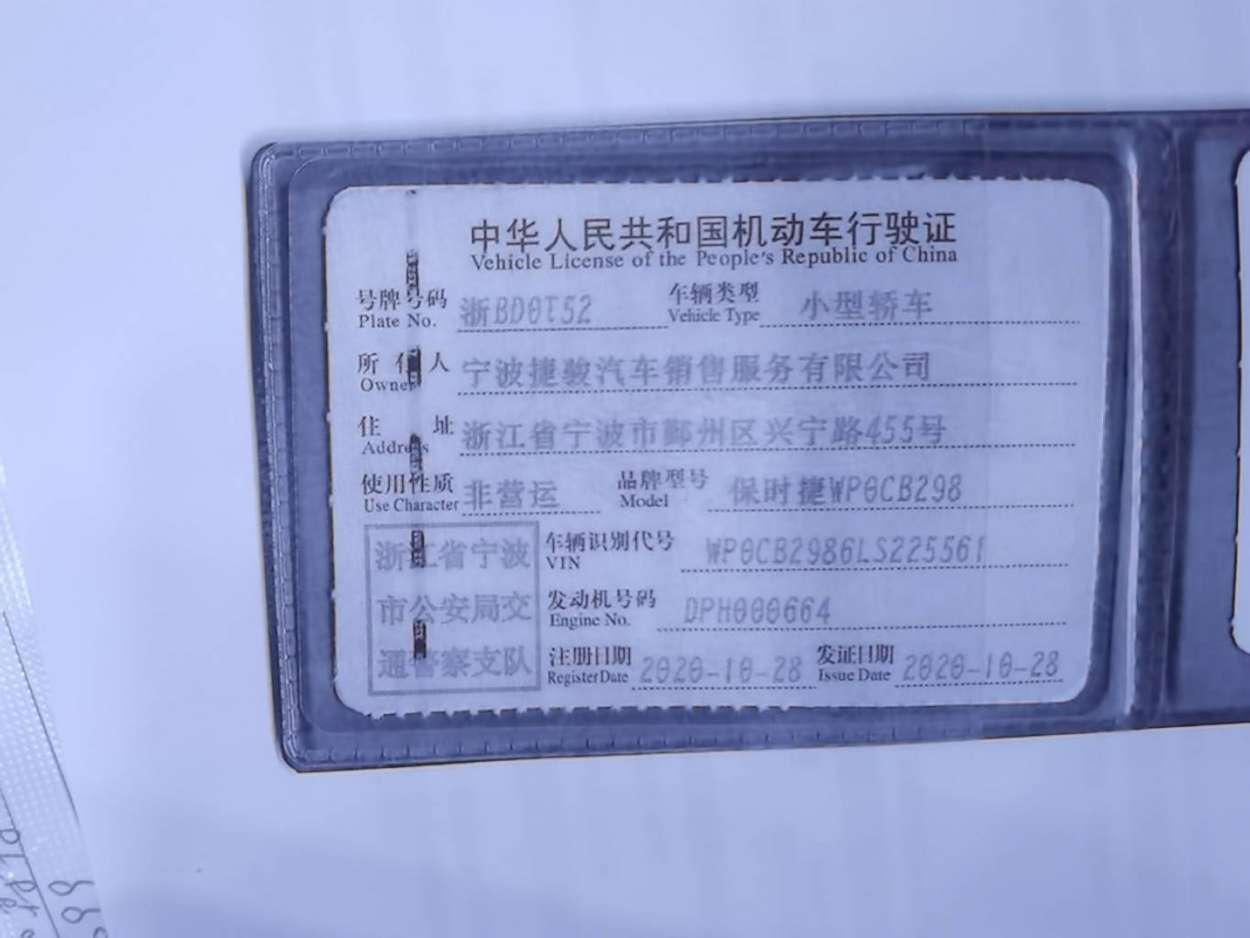 中华人民共和国机动车行驶证
Vehicle License of the People's Republic of China
号牌号码 浙BD0T52 车辆类型 小型轿车
Plate No. Vehicle Type
所有人 宁波捷骏汽车销售服务有限公司
Owner
住址 浙江省宁波市鄞州区兴宁路455号
Address
使用性质 非营运 品牌型号 保时捷WP0CB298
Use Character Model
浙江省宁波 车辆识别代号 WP0CB2986LS225561
VIN
市公安局交 发动机号码 DPH000664
Engine No.
通警察支队 注册日期 2020-10-28 发证日期 2020-10-28
Register Date Issue Date